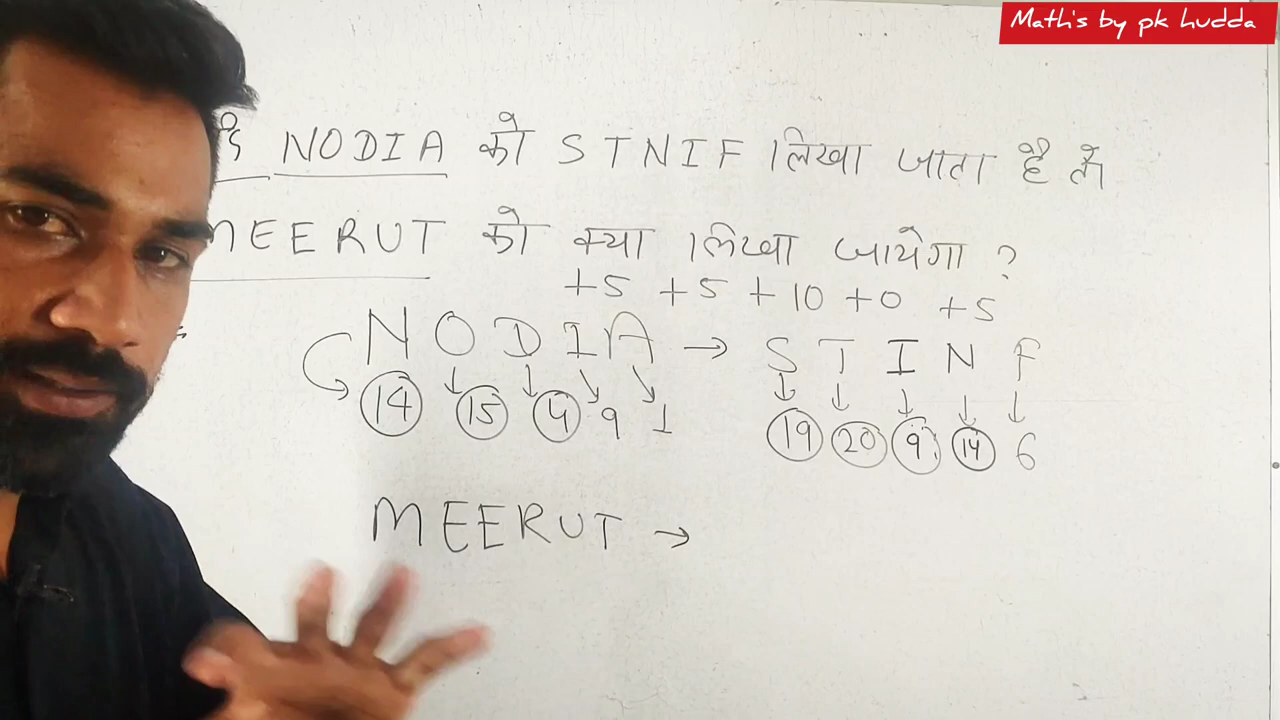 Math's by pk hudda
NODIA को STNIF लिखा जाता है तो
MEERUT को क्या लिखा जायेगा ?
+5 +5 +10 +0 +5
NODIA → STINF
14 15 4 9 1 19 20 9 14 6
MEERUT →